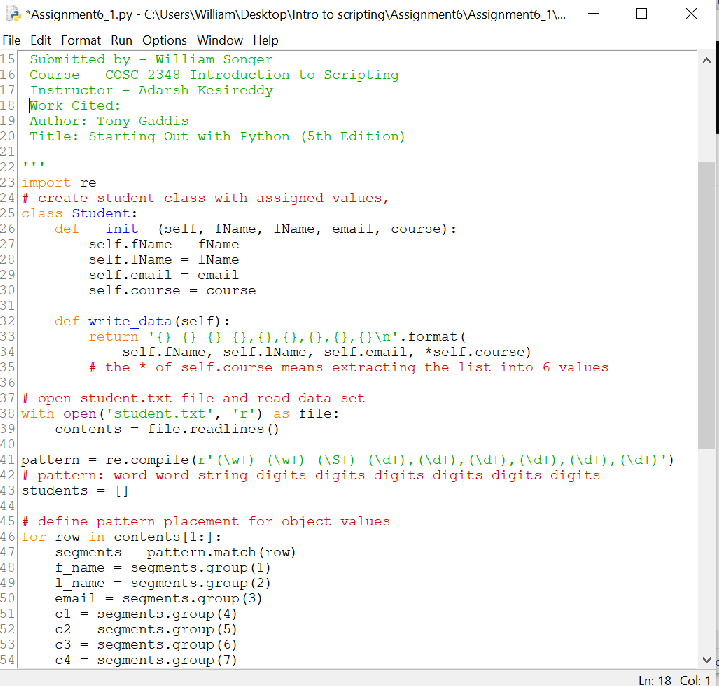 *Assignment6_1.py - C:\Users\William\Desktop\Intro to scripting\Assignment6\Assignment6_1\...
File Edit Format Run Options Window Help
15 Submitted by - William Songer
16 Course - COSC 2348 Introduction to Scripting
17 Instructor - Adarsh Kesireddy
18 Work Cited:
19 Author: Tony Gaddis
20 Title: Starting Out with Python (5th Edition)
21
22 '''
23 import re
24 # create student class with assigned values,
25 class Student:
26     def __init__(self, fName, lName, email, course):
27         self.fName = fName
28         self.lName = lName
29         self.email = email
30         self.course = course
31
32     def write_data(self):
33         return '{} {} {} {},{},{},{},{},{}\n'.format(
34             self.fName, self.lName, self.email, *self.course)
35         # the * of self.course means extracting the list into 6 values
36
37 # open student.txt file and read data set
38 with open('student.txt', 'r') as file:
39     contents = file.readlines()
40
41 pattern = re.compile(r'(\w+) (\w+) (\S+) (\d+),(\d+),(\d+),(\d+),(\d+),(\d+)')
42 # pattern: word word string digits digits digits digits digits digits
43 students = []
44
45 # define pattern placement for object values
46 for row in contents[1:]:
47     segments = pattern.match(row)
48     f_name = segments.group(1)
49     l_name = segments.group(2)
50     email = segments.group(3)
51     c1 = segments.group(4)
52     c2 = segments.group(5)
53     c3 = segments.group(6)
54     c4 = segments.group(7)
Ln: 18 Col: 1